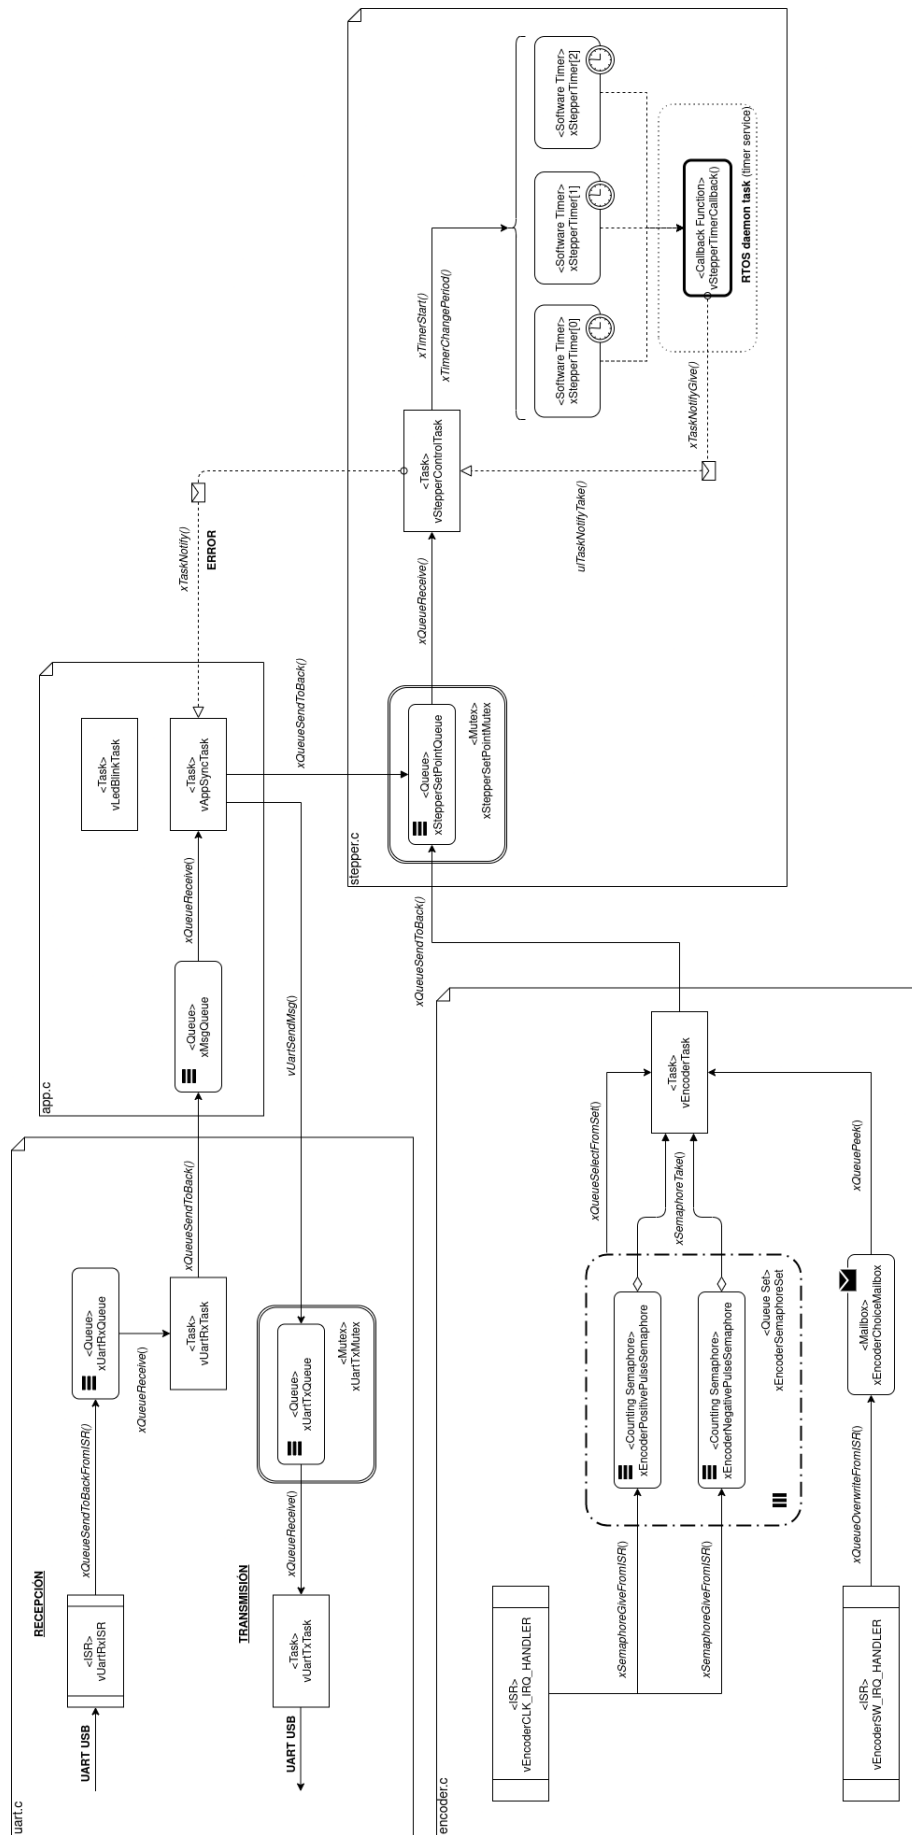 uart.c
RECEPCIÓN
UART USB
<ISR>
vUartRxISR
xQueueSendToBackFromISR()
<Queue>
xUartRxQueue
xQueueReceive()
<Task>
vUartRxTask
xQueueSendToBack()
TRANSMISIÓN
UART USB
<Task>
vUartTxTask
xQueueReceive()
<Queue>
xUartTxQueue
<Mutex>
xUartTxMutex
vUartSendMsg()
app.c
<Queue>
xMsgQueue
xQueueReceive()
<Task>
vLedBlinkTask
<Task>
vAppSyncTask
xTaskNotify()
ERROR
xQueueSendToBack()
stepper.c
<Queue>
xStepperSetPointQueue
<Mutex>
xStepperSetPointMutex
xQueueReceive()
<Task>
vStepperControlTask
xTimerStart()
xTimerChangePeriod()
<Software Timer>
xStepperTimer[0]
<Software Timer>
xStepperTimer[1]
<Software Timer>
xStepperTimer[2]
<Callback Function>
vStepperTimerCallback()
RTOS daemon task (timer service)
xTaskNotifyGive()
ulTaskNotifyTake()
encoder.c
<ISR>
vEncoderCLK_IRQ_HANDLER
xSemaphoreGiveFromISR()
xSemaphoreGiveFromISR()
<Counting Semaphore>
xEncoderPositivePulseSemaphore
<Counting Semaphore>
xEncoderNegativePulseSemaphore
<Queue Set>
xEncoderSemaphoreSet
xQueueSelectFromSet()
xSemaphoreTake()
<Task>
vEncoderTask
xQueueSendToBack()
<ISR>
vEncoderSW_IRQ_HANDLER
xQueueOverwriteFromISR()
<Mailbox>
xEncoderChoiceMailbox
xQueuePeek()